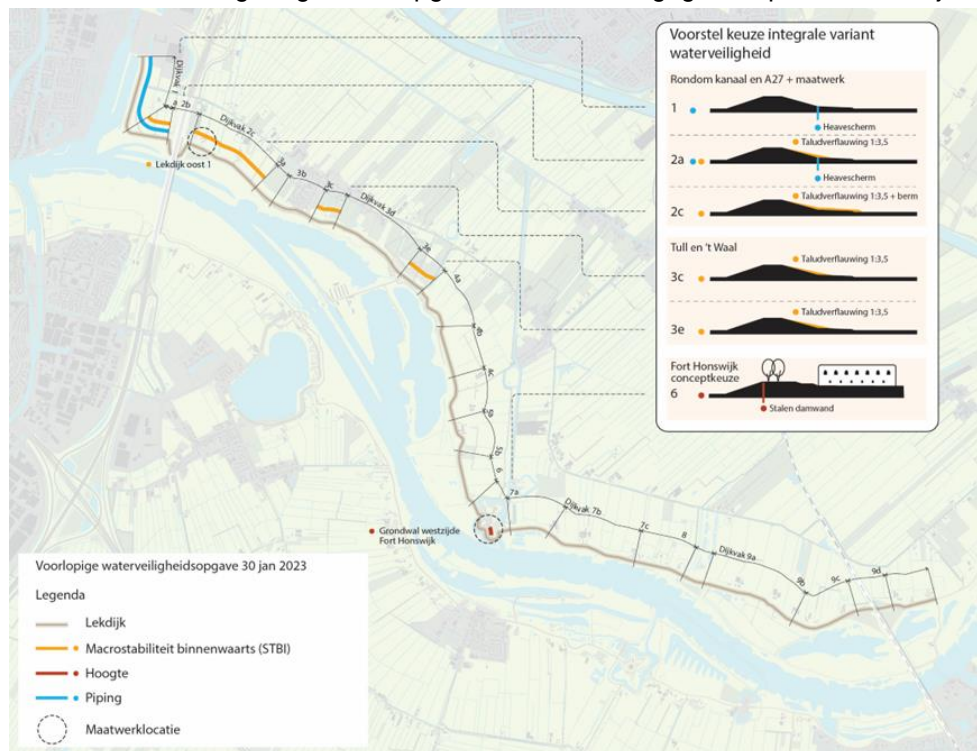 Voorstel keuze integrale variant
waterveiligheid
Rondom kanaal en A27 + maatwerk
1
Heavescherm
Taludverflauwing 1:3,5
2a
Heavescherm
Taludverflauwing 1:3,5 + berm
2c
Tull en 't Waal
Taludverflauwing 1:3,5
3c
Taludverflauwing 1:3,5
3e
Fort Honswijk
conceptkeuze
6
Stalen damwand
Dijkvak 1
a
2b
Dijkvak 2c
Lekdijk oost 1
3a
3b
3c
Dijkvak 3d
3e
4a
4b
4c
5a
5b
6
7a
Dijkvak 7b
7c
8
Dijkvak 9a
9b
9c
9d
Grondwal westzijde
Fort Honswijk
Voorlopige waterveiligheidsopgave 30 jan 2023
Legenda
Lekdijk
Macrostabiliteit binnenwaarts (STBI)
Hoogte
Piping
Maatwerklocatie